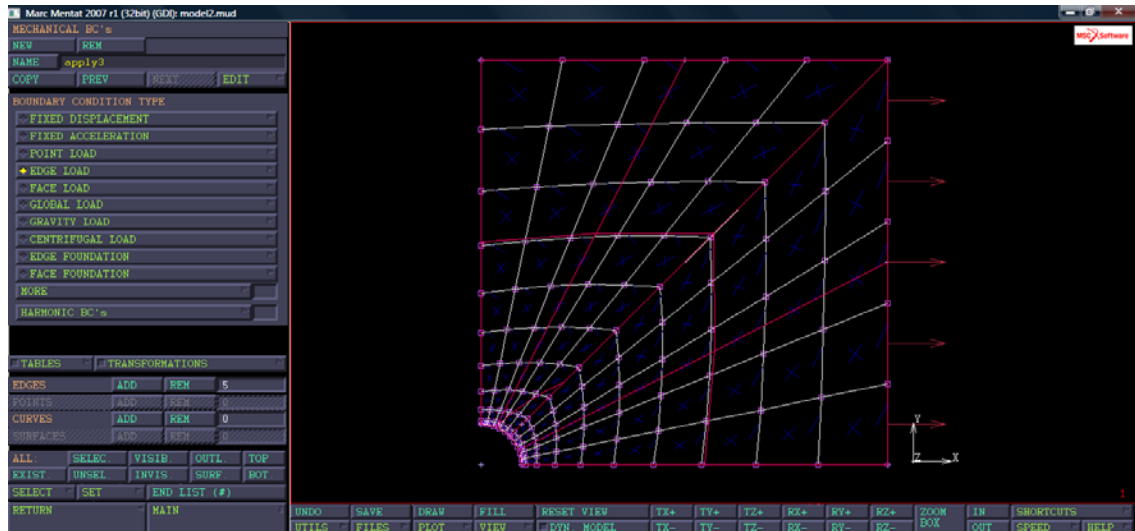 Marc Mentat 2007 r1 (32bit) (GDI): model2.mud
MECHANICAL BC's
NEW REM
NAME apply3
COPY PREV NEXT EDIT
BOUNDARY CONDITION TYPE
FIXED DISPLACEMENT
FIXED ACCELERATION
POINT LOAD
EDGE LOAD
FACE LOAD
GLOBAL LOAD
GRAVITY LOAD
CENTRIFUGAL LOAD
EDGE FOUNDATION
FACE FOUNDATION
MORE
HARMONIC BC's
TABLES TRANSFORMATIONS
EDGES ADD REM 5
POINTS ADD REM 0
CURVES ADD REM 0
SURFACES ADD REM 0
ALL: SELEC. VISIB. OUTL. TOP
EXIST. UNSEL. INVIS. SURF. BOT.
SELECT SET END LIST (#)
RETURN MAIN
MSC Software
Y
Z X
1
UNDO SAVE DRAW FILL RESET VIEW TX+ TY+ TZ+ RX+ RY+ RZ+ ZOOM IN SHORTCUTS
UTILS FILES PLOT VIEW DYN. MODEL TX- TY- TZ- RX- RY- RZ- BOX OUT SPEED HELP